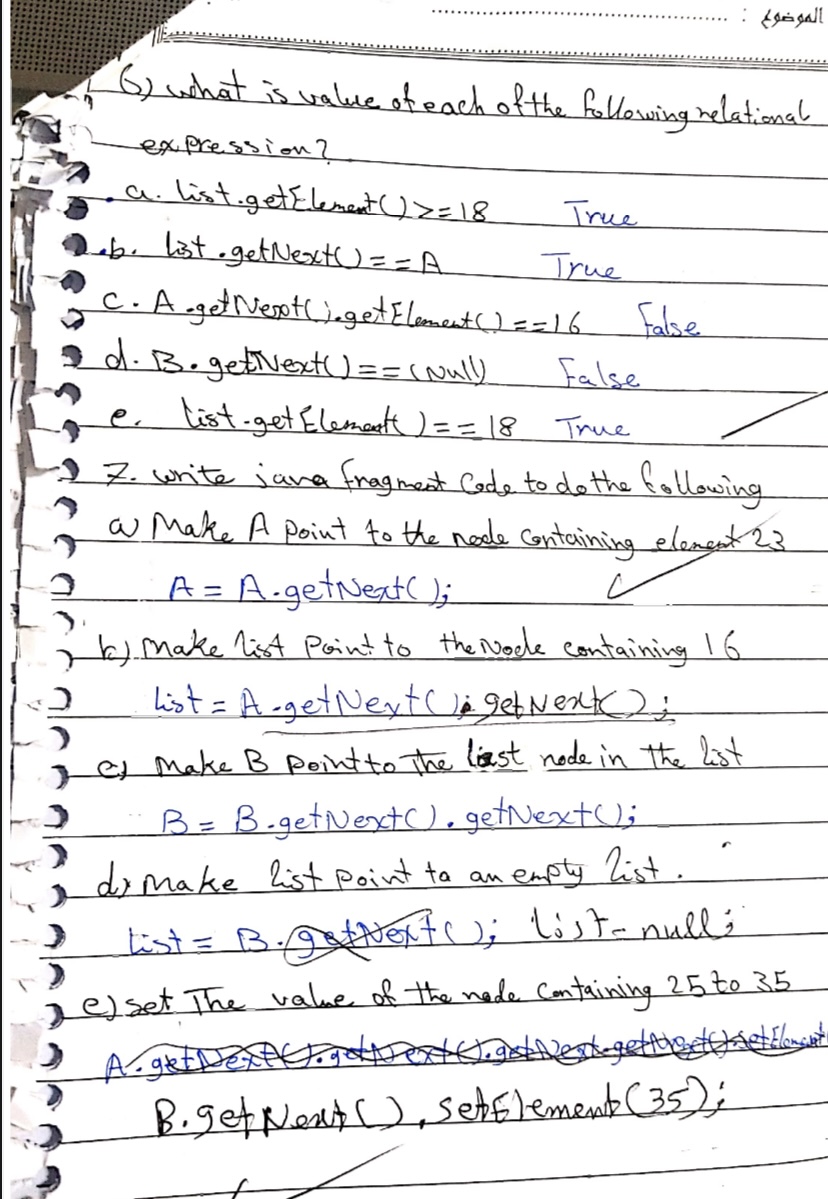 الموضوع :
6) what is value of each of the following relational
expression?
a. list.getElement() >= 18 True
b. list.getNext() == A True
c. A.getNext().getElement() == 16 False
d. B.getNext() == (Null) False
e. list.getElement() == 18 True
7. write java fragment Code to do the following
a) Make A point to the node containing element 23
A = A.getNext();
b) make list Point to the Node containing 16
list = A.getNext().getNext();
c) Make B point to The last node in the list
B = B.getNext().getNext();
d) Make list point to an empty list.
list = B.getNext(); list = null;
e) set The value of the node Containing 25 to 35
A.getNext().getNext().getNext.getNext().setElement
B.getNext().setElement(35);